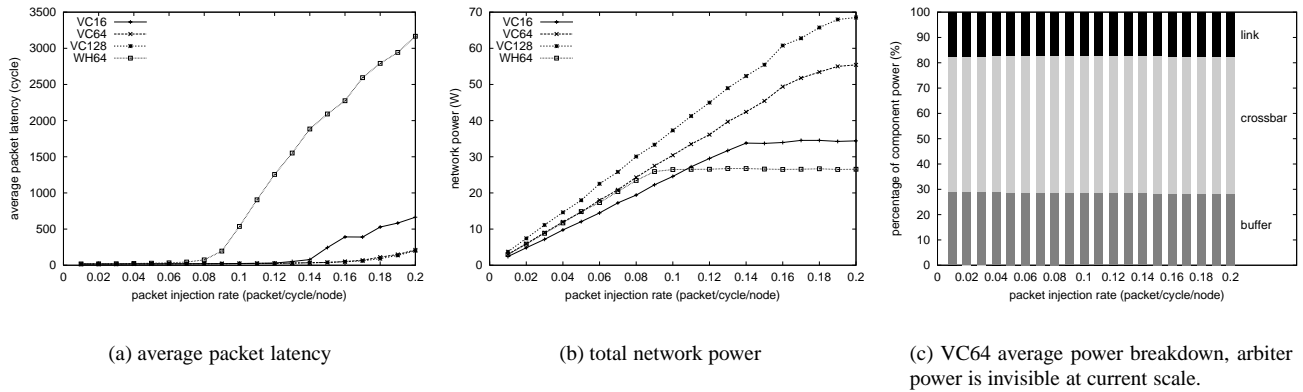 VC16
VC64
VC128
WH64
average packet latency (cycle)
3500
3000
2500
2000
1500
1000
500
0
0 0.02 0.04 0.06 0.08 0.1 0.12 0.14 0.16 0.18 0.2
packet injection rate (packet/cycle/node)
(a) average packet latency
VC16
VC64
VC128
WH64
network power (W)
70
60
50
40
30
20
10
0
0 0.02 0.04 0.06 0.08 0.1 0.12 0.14 0.16 0.18 0.2
packet injection rate (packet/cycle/node)
(b) total network power
percentage of component power (%)
100
90
80
70
60
50
40
30
20
10
0
link
crossbar
buffer
0 0.02 0.04 0.06 0.08 0.1 0.12 0.14 0.16 0.18 0.2
packet injection rate (packet/cycle/node)
(c) VC64 average power breakdown, arbiter
power is invisible at current scale.